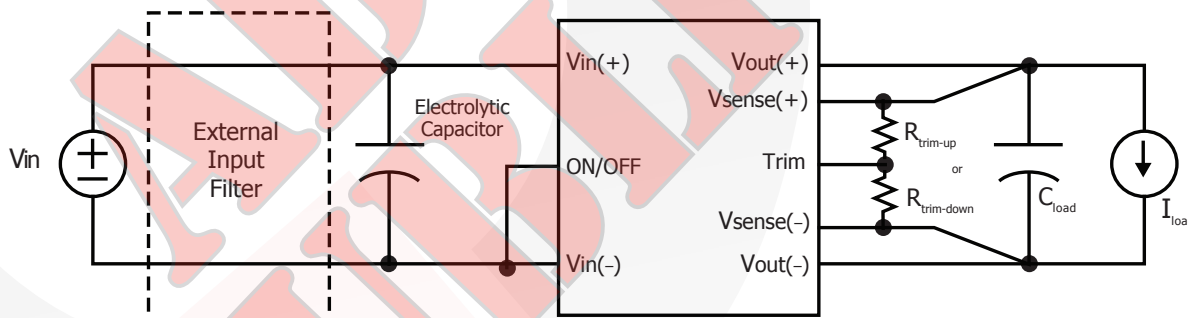 Vin
External
Input
Filter
Electrolytic
Capacitor
Vin(+)
ON/OFF
Vin(−)
Vout(+)
Vsense(+)
Trim
Vsense(−)
Vout(−)
Rtrim-up
or
Rtrim-down
Cload
Iloa